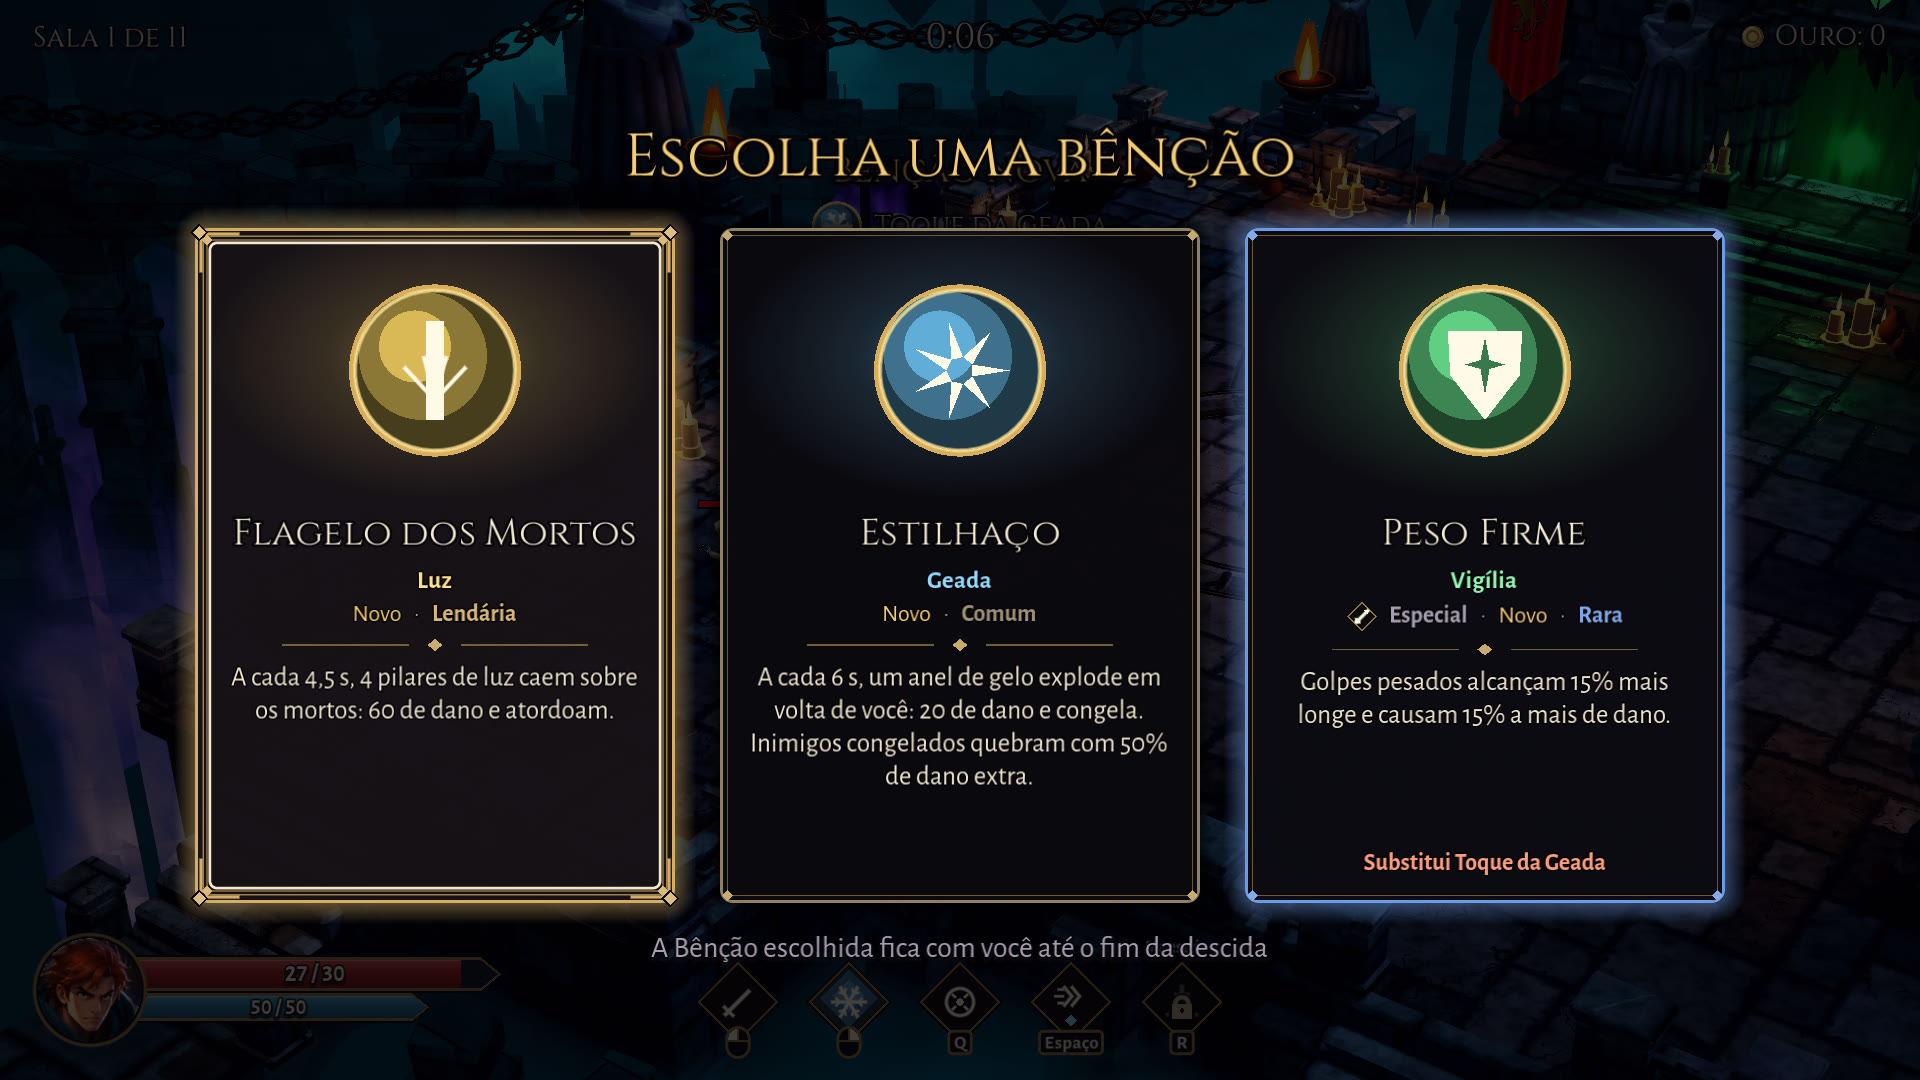 Sala 1 de 11
0:06
Ouro: 0
Escolha uma bênção
Toque da Geada
Flagelo dos Mortos
Luz
Novo · Lendária
A cada 4,5 s, 4 pilares de luz caem sobre
os mortos: 60 de dano e atordoam.
Estilhaço
Geada
Novo · Comum
A cada 6 s, um anel de gelo explode em
volta de você: 20 de dano e congela.
Inimigos congelados quebram com 50%
de dano extra.
Peso Firme
Vigília
Especial · Novo · Rara
Golpes pesados alcançam 15% mais
longe e causam 15% a mais de dano.
Substitui Toque da Geada
A Bênção escolhida fica com você até o fim da descida
27/30
50/50
Q
Espaço
R